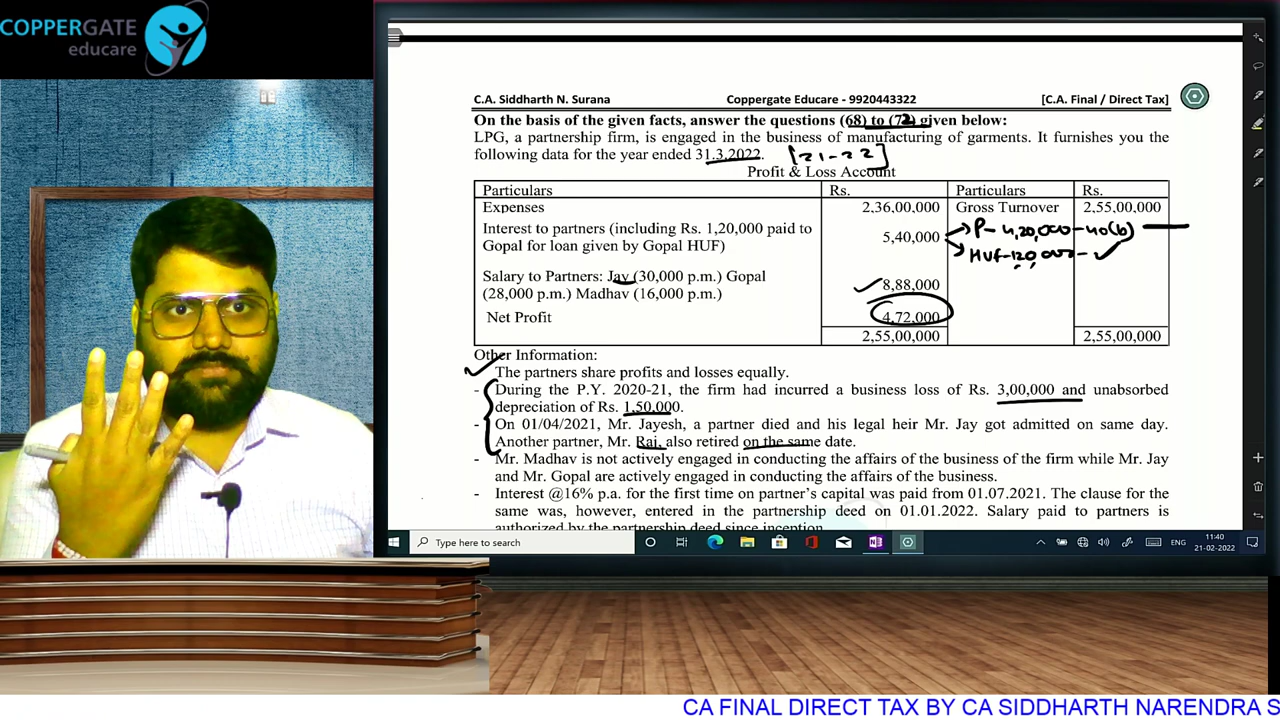 COPPERGATE
educare
C.A. Siddharth N. Surana Coppergate Educare - 9920443322 [C.A. Final / Direct Tax]
On the basis of the given facts, answer the questions (68) to (72) given below:
LPG, a partnership firm, is engaged in the business of manufacturing of garments. It furnishes you the
following data for the year ended 31.3.2022. [21-22]
Profit & Loss Account
Particulars Rs. Particulars Rs.
Expenses 2,36,00,000 Gross Turnover 2,55,00,000
Interest to partners (including Rs. 1,20,000 paid to
Gopal for loan given by Gopal HUF) 5,40,000
P - 4,20,000 - 40(b)
HUF - 120,000 -
Salary to Partners: Jay (30,000 p.m.) Gopal
(28,000 p.m.) Madhav (16,000 p.m.) 8,88,000
Net Profit 4,72,000
2,55,00,000 2,55,00,000
Other Information:
The partners share profits and losses equally.
- During the P.Y. 2020-21, the firm had incurred a business loss of Rs. 3,00,000 and unabsorbed
depreciation of Rs. 1,50,000.
- On 01/04/2021, Mr. Jayesh, a partner died and his legal heir Mr. Jay got admitted on same day.
Another partner, Mr. Raj, also retired on the same date.
- Mr. Madhav is not actively engaged in conducting the affairs of the business of the firm while Mr. Jay
and Mr. Gopal are actively engaged in conducting the affairs of the business.
- Interest @16% p.a. for the first time on partner's capital was paid from 01.07.2021. The clause for the
same was, however, entered in the partnership deed on 01.01.2022. Salary paid to partners is
authorized by the partnership deed since inception.
Type here to search
ENG
11:40
21-02-2022
CA FINAL DIRECT TAX BY CA SIDDHARTH NARENDRA S